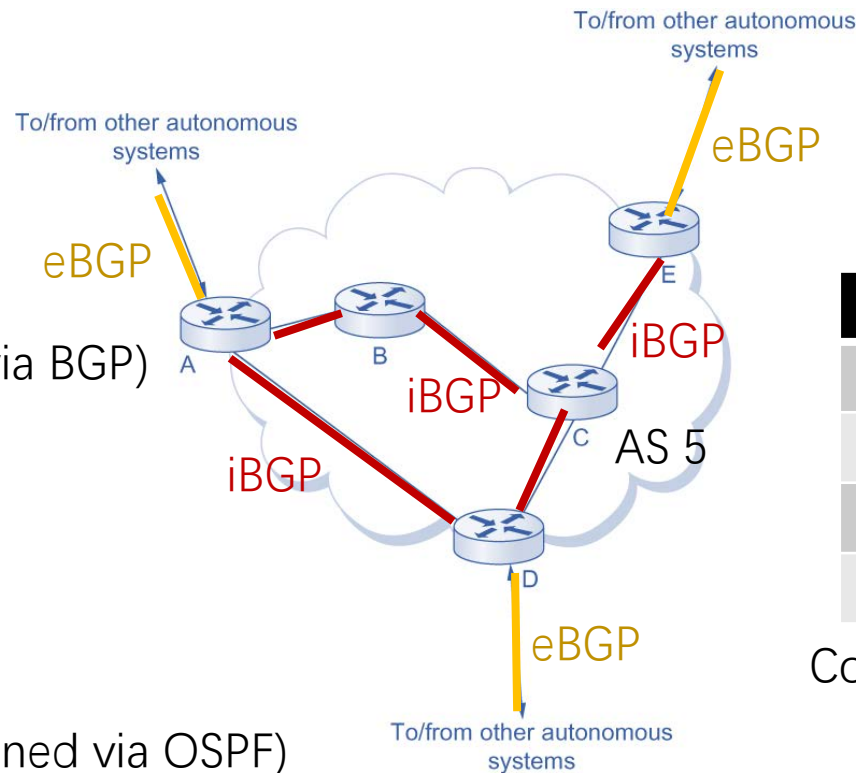 To/from other autonomous
systems
To/from other autonomous
systems
eBGP
eBGP
E
A
B
via BGP)
iBGP
iBGP
C
AS 5
iBGP
D
eBGP
Co
ned via OSPF)
To/from other autonomous
systems